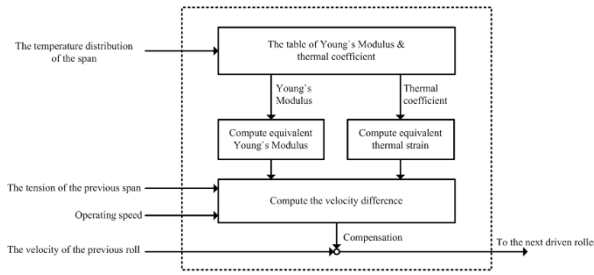 The temperature distribution
of the span
The table of Young's Modulus &
thermal coefficient
Young's
Modulus
Thermal
coefficient
Compute equivalent
Young's Modulus
Compute equivalent
thermal strain
The tension of the previous span
Compute the velocity difference
Operating speed
Compensation
The velocity of the previous roll
To the next driven rolle